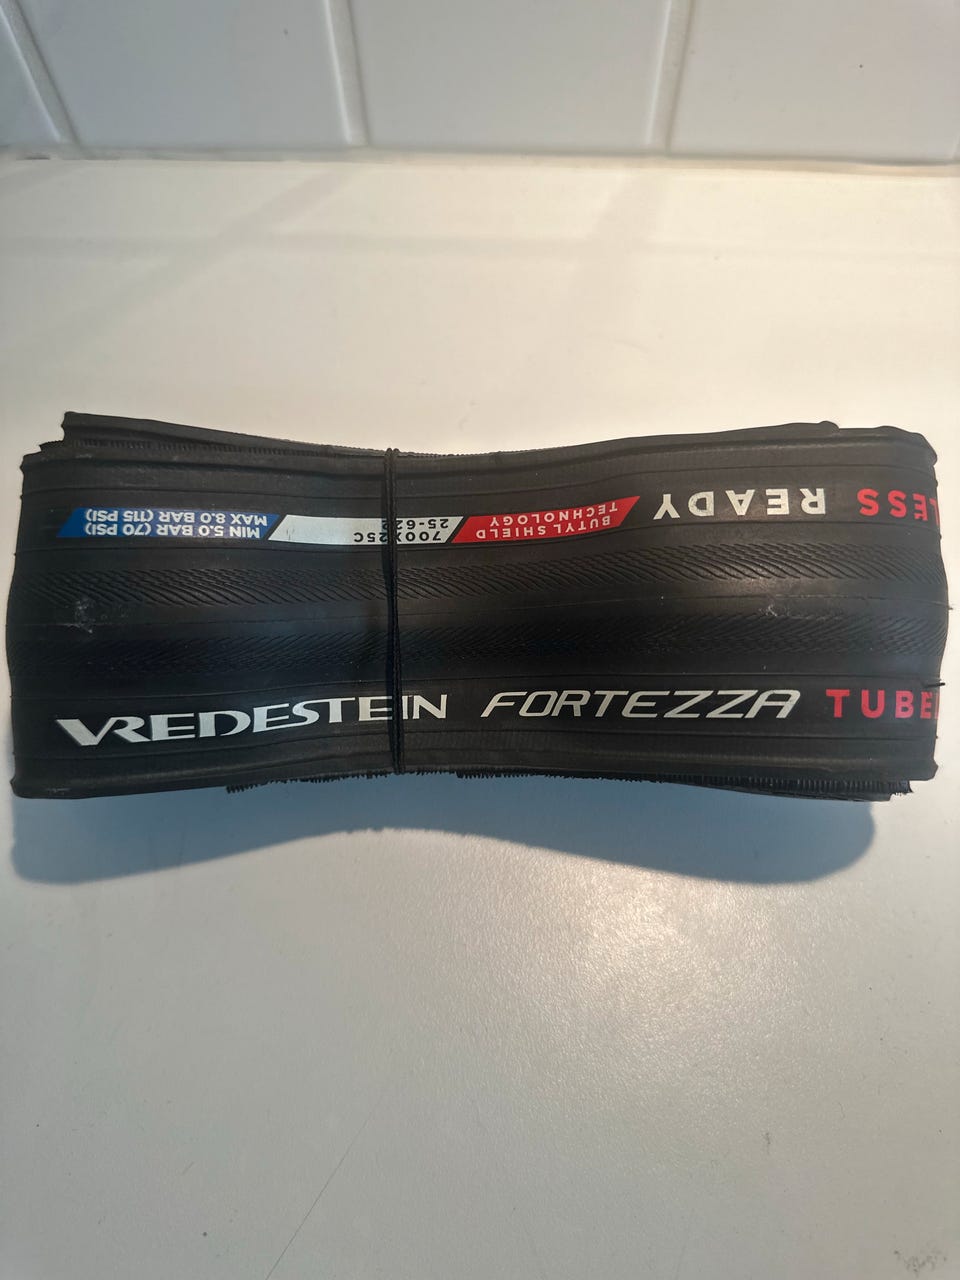 LESS READY
BUTYL SHIELD
TECHNOLOGY
700X25C
25-622
MIN 5.0 BAR (70 PSI)
MAX 8.0 BAR (115 PSI)
VREDESTEIN FORTEZZA TUBE